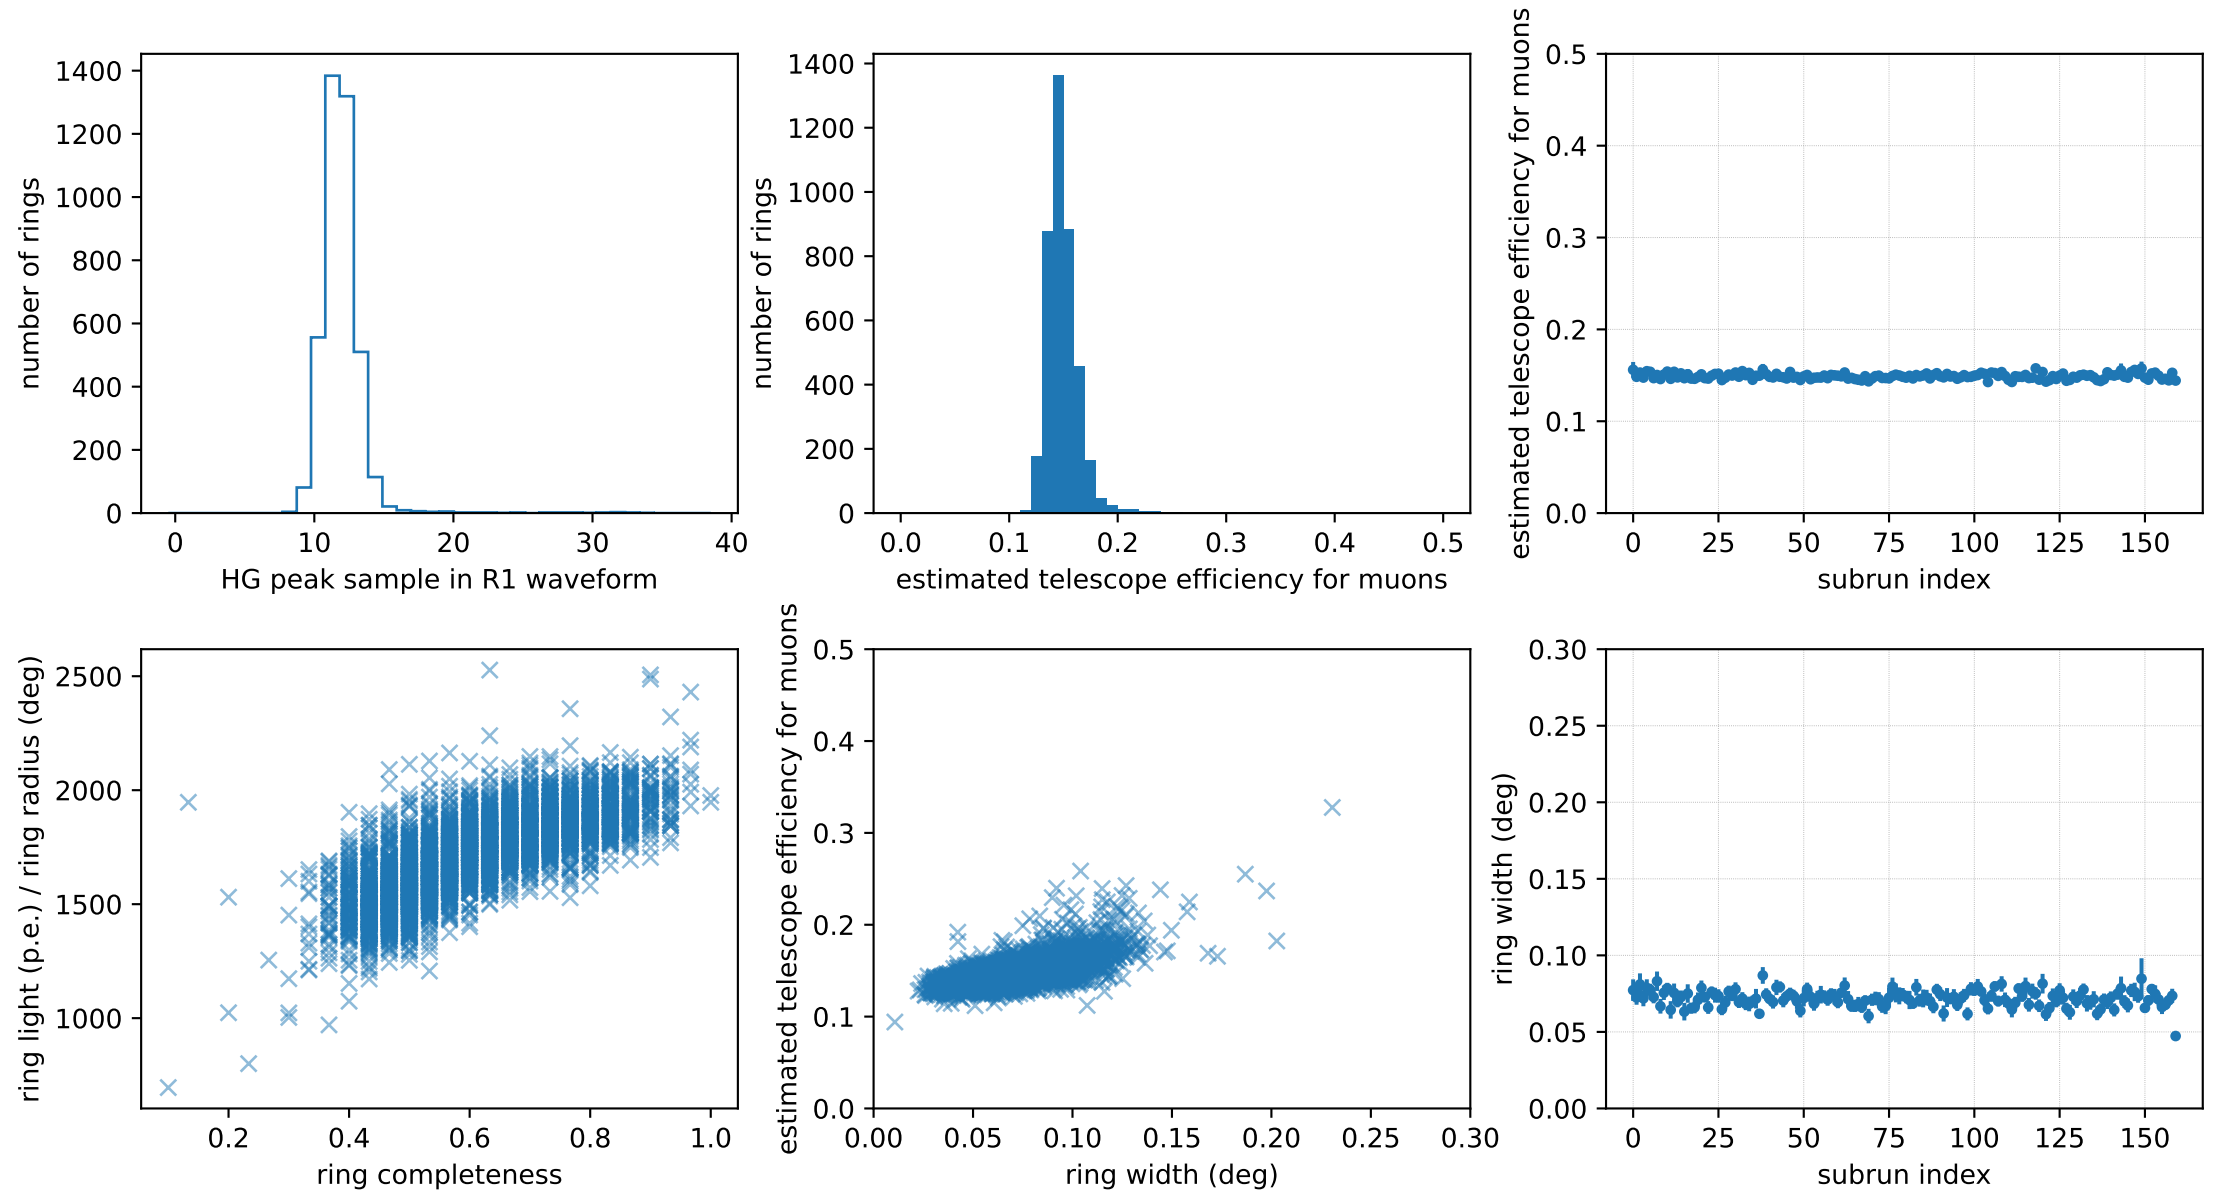 1400
1200
1000
800
600
400
200
0
number of rings
0 10 20 30 40
HG peak sample in R1 waveform
1400
1200
1000
800
600
400
200
0
number of rings
0.0 0.1 0.2 0.3 0.4 0.5
estimated telescope efficiency for muons
0.5
0.4
0.3
0.2
0.1
0.0
estimated telescope efficiency for muons
0 25 50 75 100 125 150
subrun index
2500
2000
1500
1000
ring light (p.e.) / ring radius (deg)
0.2 0.4 0.6 0.8 1.0
ring completeness
0.5
0.4
0.3
0.2
0.1
0.0
estimated telescope efficiency for muons
0.00 0.05 0.10 0.15 0.20 0.25 0.30
ring width (deg)
0.30
0.25
0.20
0.15
0.10
0.05
0.00
ring width (deg)
0 25 50 75 100 125 150
subrun index